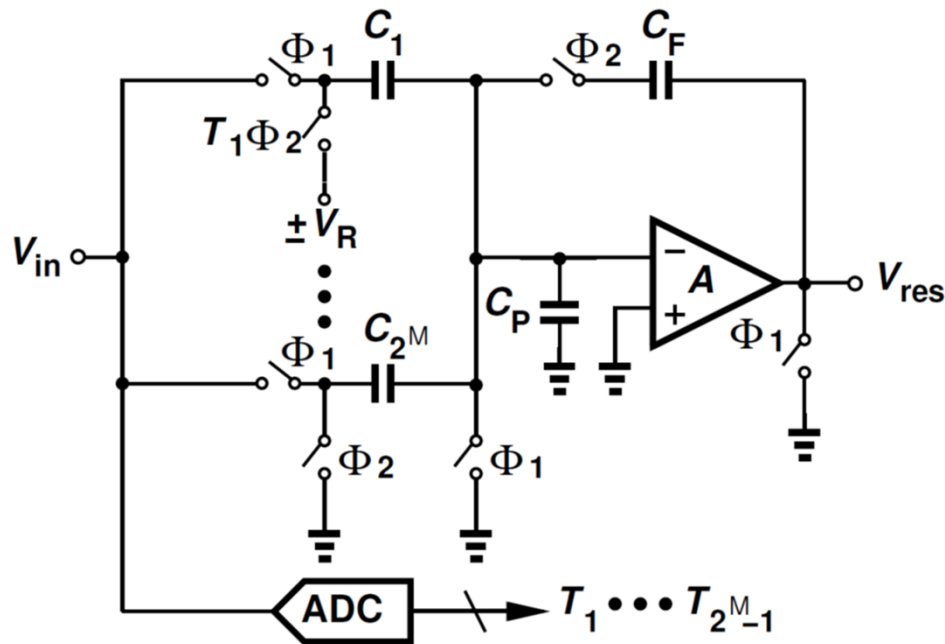 Φ1 C1 Φ2 CF
T1Φ2
± VR
Vin A Vres
− +
CP
Φ1 C2M Φ1
Φ2 Φ1
ADC T1 ••• T2M−1